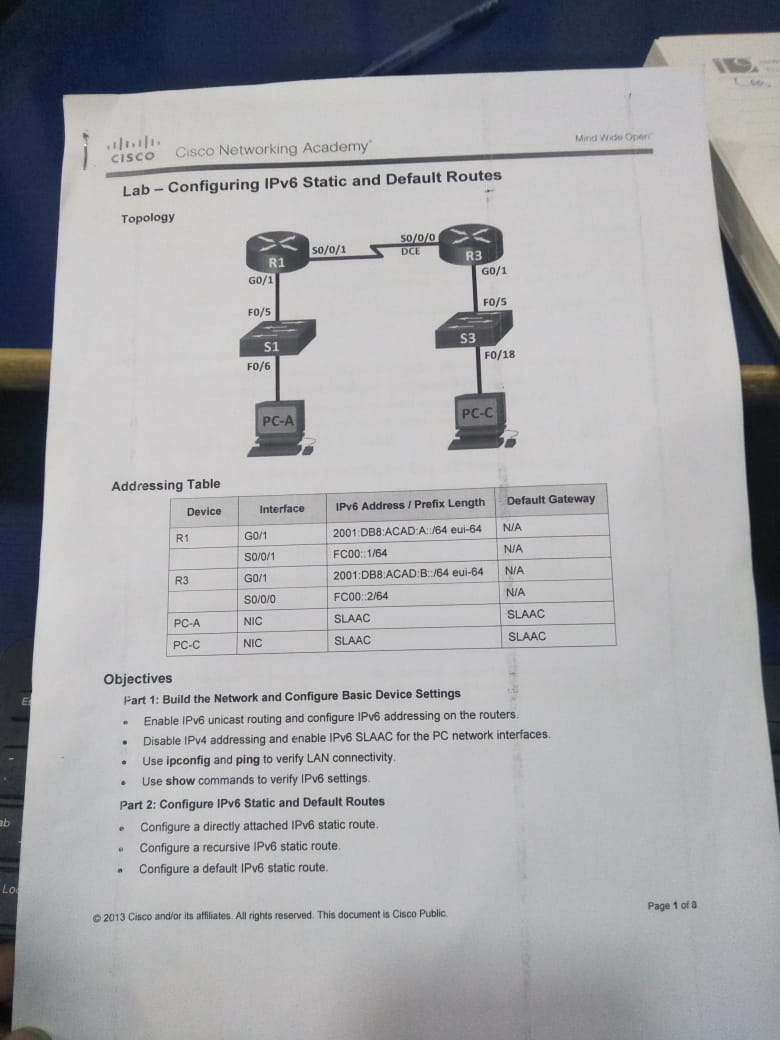 CISCO Cisco Networking Academy® Mind Wide Open™
Lab – Configuring IPv6 Static and Default Routes
Topology
R1
S0/0/1
S0/0/0
DCE
R3
G0/1
G0/1
F0/5
F0/5
S1
S3
F0/6
F0/18
PC-A
PC-C
Addressing Table
Device Interface IPv6 Address / Prefix Length Default Gateway
R1 G0/1 2001:DB8:ACAD:A::/64 eui-64 N/A
S0/0/1 FC00::1/64 N/A
R3 G0/1 2001:DB8:ACAD:B::/64 eui-64 N/A
S0/0/0 FC00::2/64 N/A
PC-A NIC SLAAC SLAAC
PC-C NIC SLAAC SLAAC
Objectives
Part 1: Build the Network and Configure Basic Device Settings
• Enable IPv6 unicast routing and configure IPv6 addressing on the routers.
• Disable IPv4 addressing and enable IPv6 SLAAC for the PC network interfaces.
• Use ipconfig and ping to verify LAN connectivity.
• Use show commands to verify IPv6 settings.
Part 2: Configure IPv6 Static and Default Routes
• Configure a directly attached IPv6 static route.
• Configure a recursive IPv6 static route.
• Configure a default IPv6 static route.
© 2013 Cisco and/or its affiliates. All rights reserved. This document is Cisco Public.
Page 1 of 8